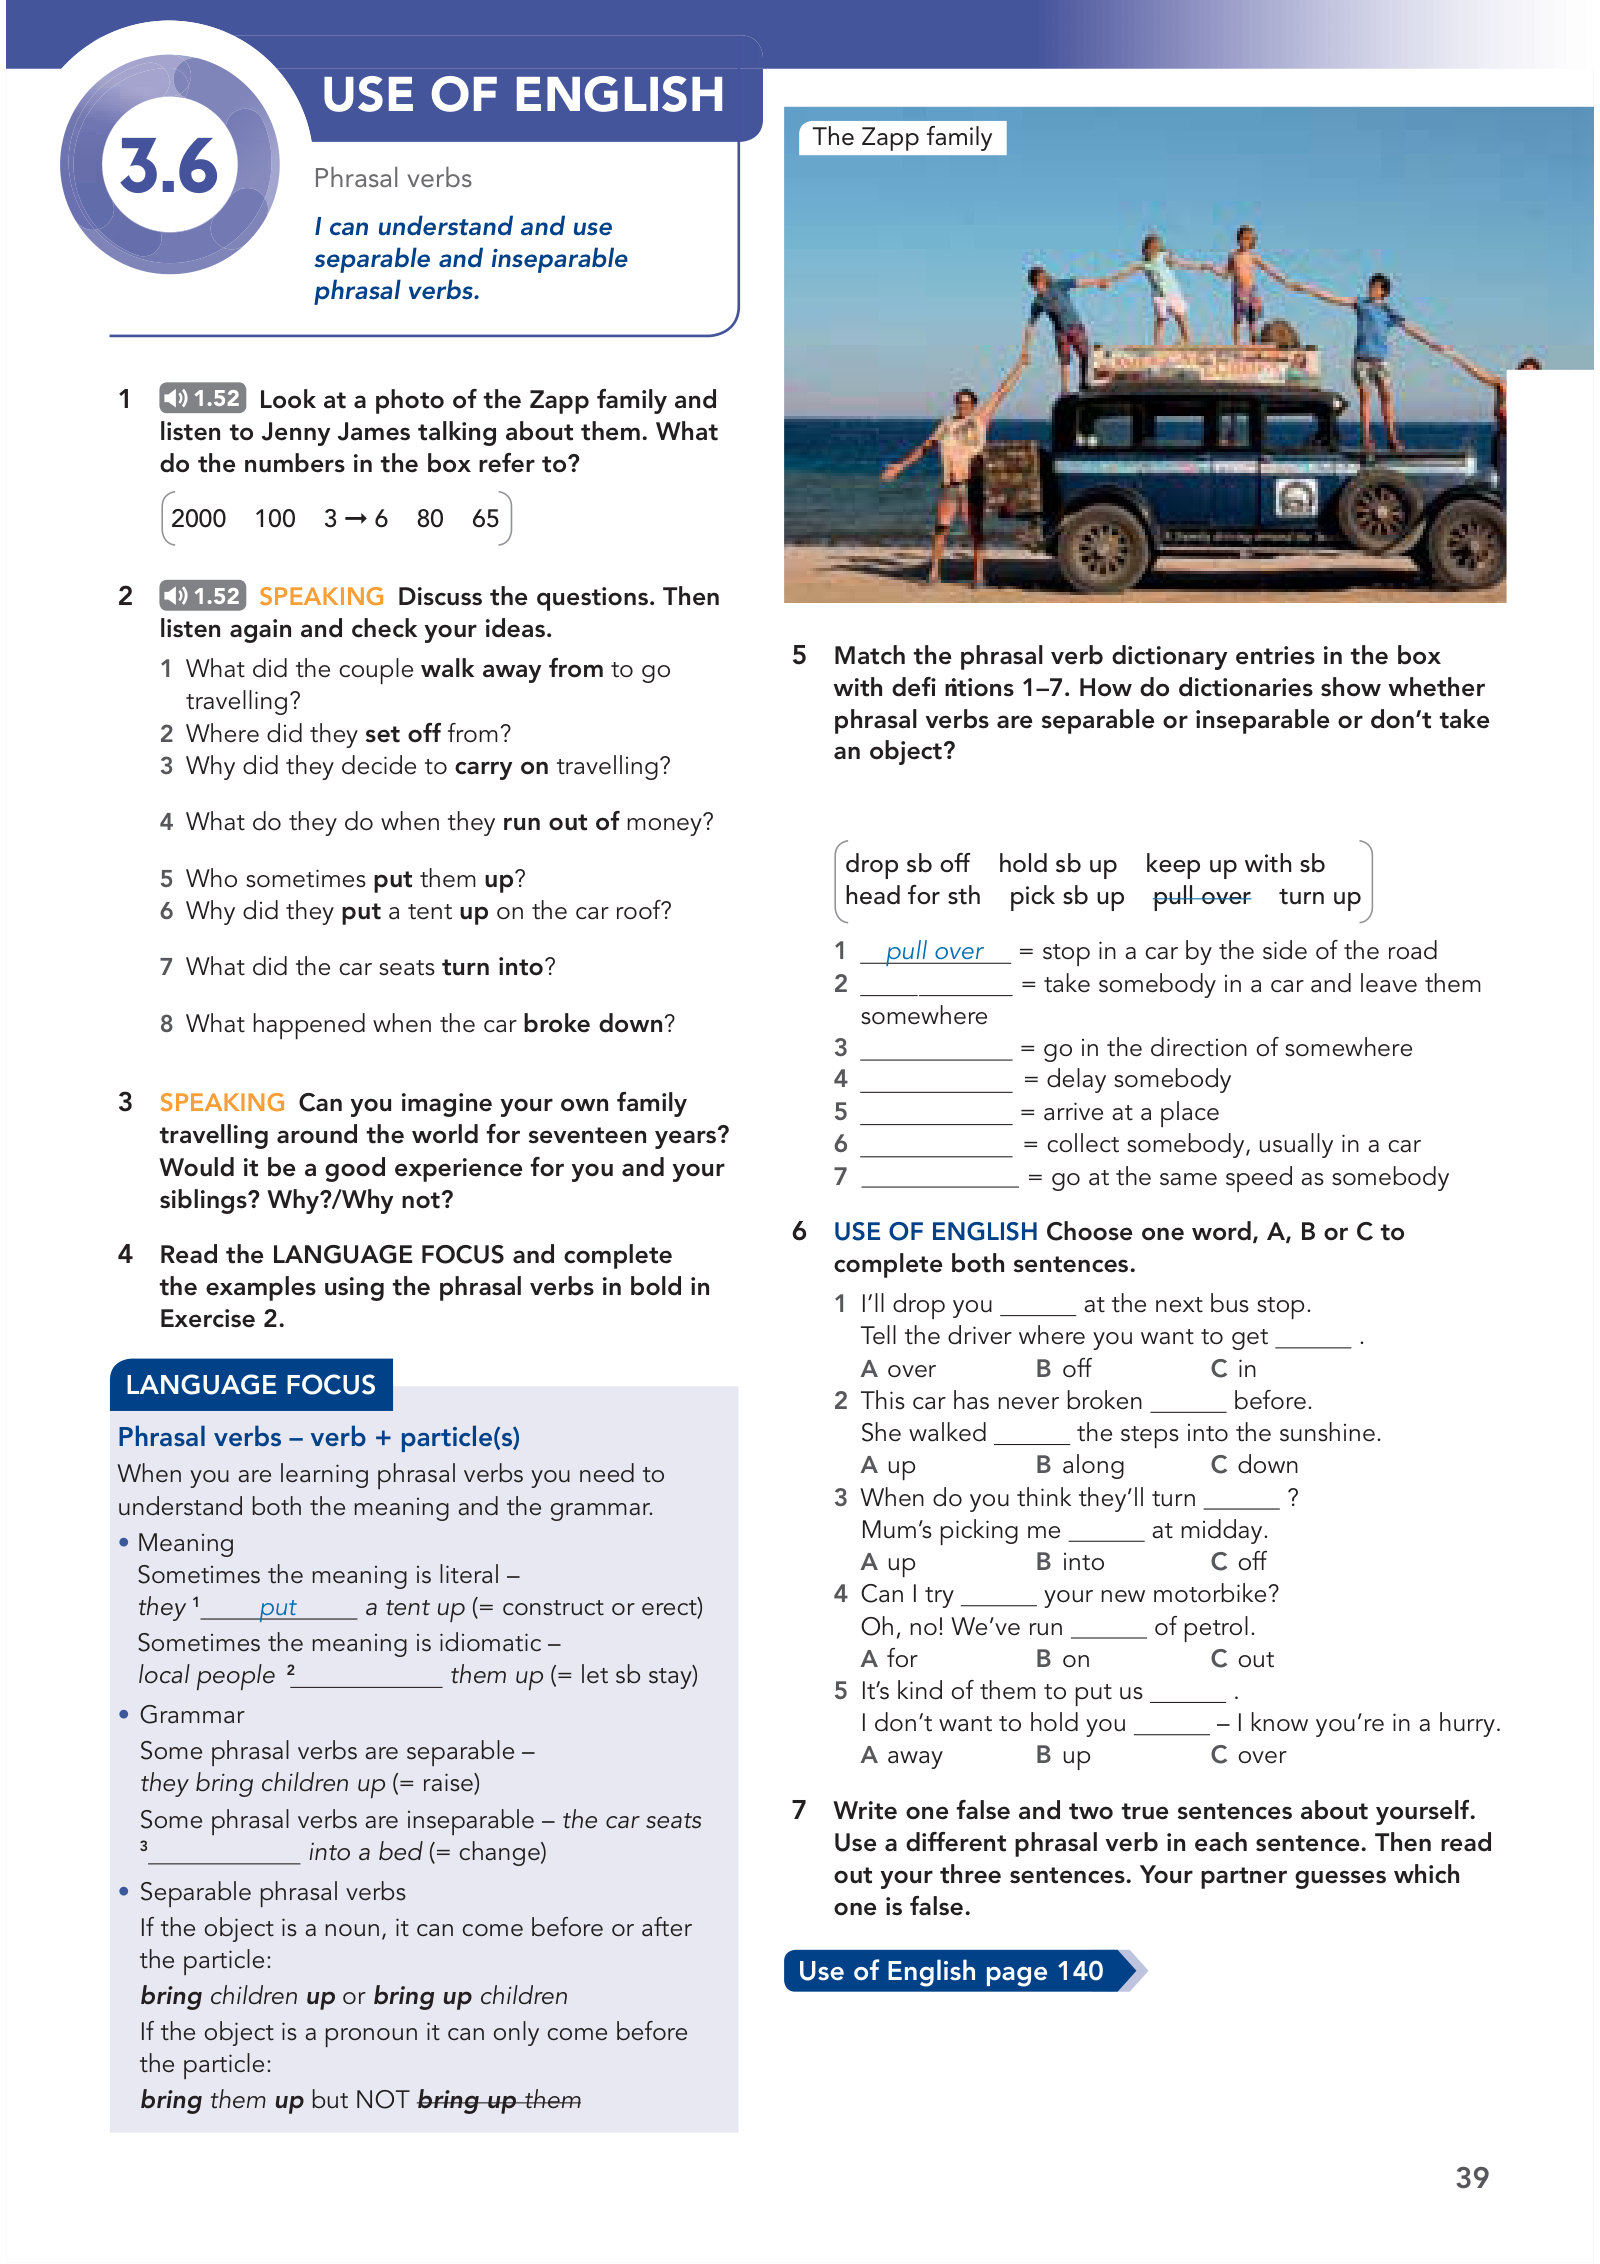 USE OF ENGLISH
3.6
Phrasal verbs
I can understand and use
separable and inseparable
phrasal verbs.
1 1.52 Look at a photo of the Zapp family and
listen to Jenny James talking about them. What
do the numbers in the box refer to?
2000 100 3 → 6 80 65
2 1.52 SPEAKING Discuss the questions. Then
listen again and check your ideas.
1 What did the couple walk away from to go
travelling?
2 Where did they set off from?
3 Why did they decide to carry on travelling?
4 What do they do when they run out of money?
5 Who sometimes put them up?
6 Why did they put a tent up on the car roof?
7 What did the car seats turn into?
8 What happened when the car broke down?
3 SPEAKING Can you imagine your own family
travelling around the world for seventeen years?
Would it be a good experience for you and your
siblings? Why?/Why not?
4 Read the LANGUAGE FOCUS and complete
the examples using the phrasal verbs in bold in
Exercise 2.
LANGUAGE FOCUS
Phrasal verbs – verb + particle(s)
When you are learning phrasal verbs you need to
understand both the meaning and the grammar.
• Meaning
Sometimes the meaning is literal –
they 1 put a tent up (= construct or erect)
Sometimes the meaning is idiomatic –
local people 2 ____________ them up (= let sb stay)
• Grammar
Some phrasal verbs are separable –
they bring children up (= raise)
Some phrasal verbs are inseparable – the car seats
3 ____________ into a bed (= change)
• Separable phrasal verbs
If the object is a noun, it can come before or after
the particle:
bring children up or bring up children
If the object is a pronoun it can only come before
the particle:
bring them up but NOT bring up them
The Zapp family
5 Match the phrasal verb dictionary entries in the box
with defi nitions 1–7. How do dictionaries show whether
phrasal verbs are separable or inseparable or don't take
an object?
drop sb off hold sb up keep up with sb
head for sth pick sb up pull over turn up
1 pull over = stop in a car by the side of the road
2 ____________ = take somebody in a car and leave them
somewhere
3 ____________ = go in the direction of somewhere
4 ____________ = delay somebody
5 ____________ = arrive at a place
6 ____________ = collect somebody, usually in a car
7 ____________ = go at the same speed as somebody
6 USE OF ENGLISH Choose one word, A, B or C to
complete both sentences.
1 I'll drop you ______ at the next bus stop.
Tell the driver where you want to get ______ .
A over B off C in
2 This car has never broken ______ before.
She walked ______ the steps into the sunshine.
A up B along C down
3 When do you think they'll turn ______ ?
Mum's picking me ______ at midday.
A up B into C off
4 Can I try ______ your new motorbike?
Oh, no! We've run ______ of petrol.
A for B on C out
5 It's kind of them to put us ______ .
I don't want to hold you ______ – I know you're in a hurry.
A away B up C over
7 Write one false and two true sentences about yourself.
Use a different phrasal verb in each sentence. Then read
out your three sentences. Your partner guesses which
one is false.
Use of English page 140
39